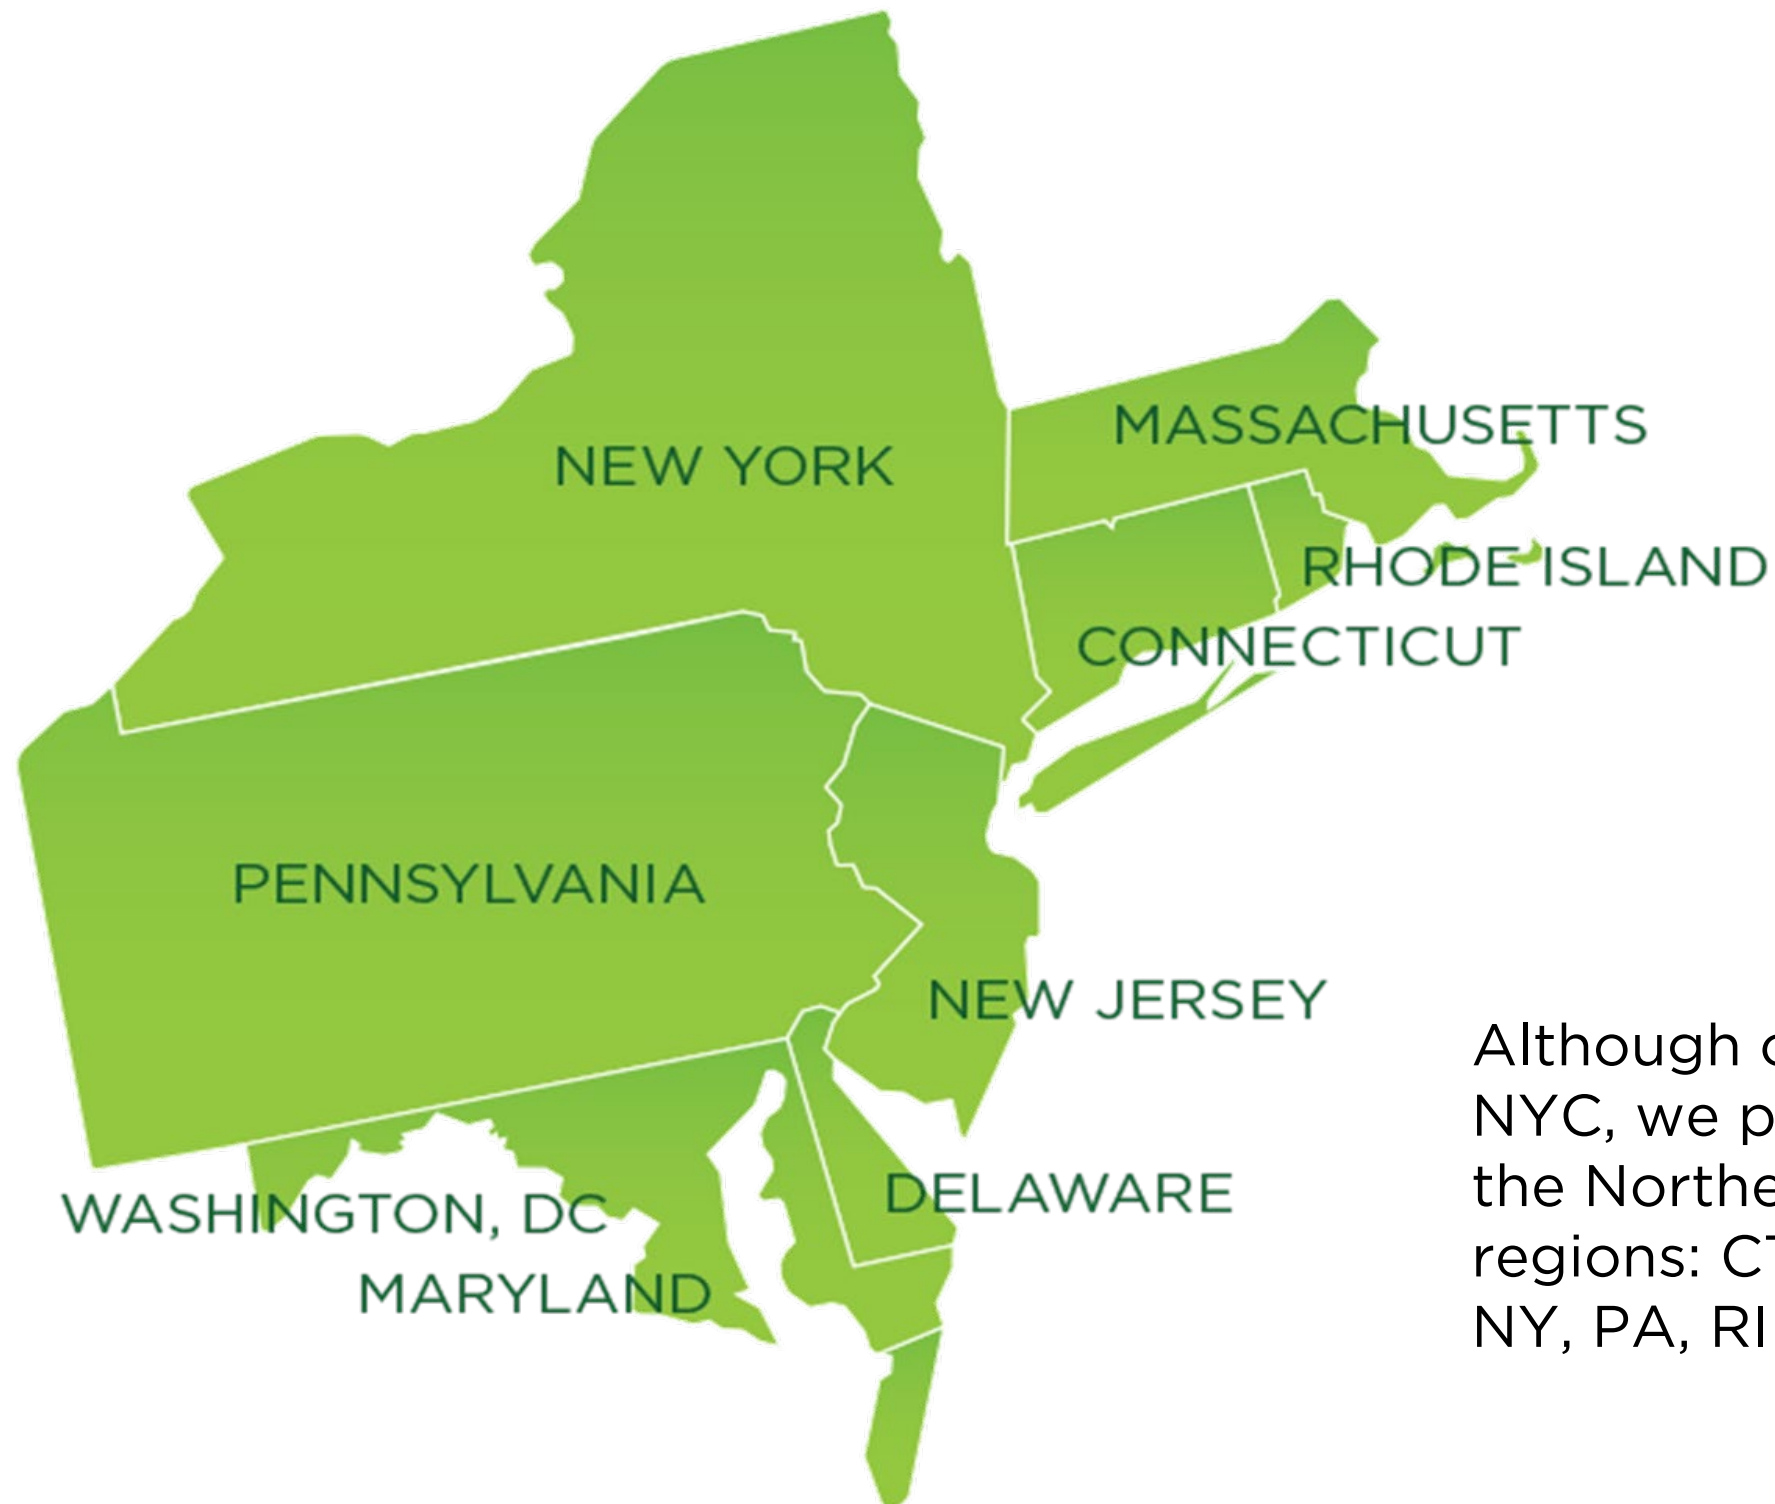 NEW YORK
MASSACHUSETTS
RHODE ISLAND
CONNECTICUT
PENNSYLVANIA
NEW JERSEY
DELAWARE
WASHINGTON, DC
MARYLAND
Although
NYC, we p
the Northe
regions: CT
NY, PA, RI